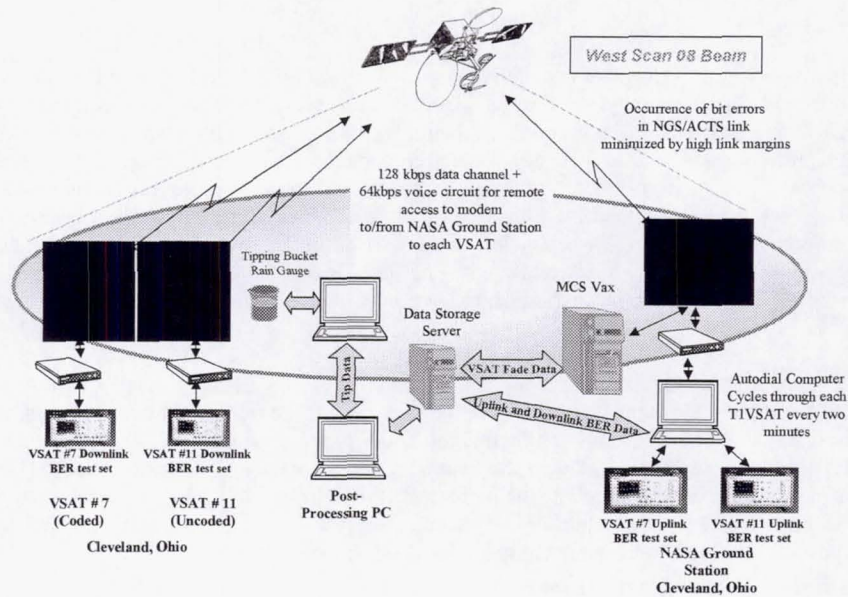 West Scan 08 Beam
Occurrence of bit errors
in NGS/ACTS link
minimized by high link margins
128 kbps data channel +
64kbps voice circuit for remote
access to modem
to/from NASA Ground Station
to each VSAT
Tipping Bucket
Rain Gauge
MCS Vax
Data Storage
Server
Tip Data
VSAT Fade Data
Uplink and Downlink BER Data
Autodial Computer
Cycles through each
T1VSAT every two
minutes
VSAT #7 Downlink
BER test set
VSAT #11 Downlink
BER test set
VSAT # 7
(Coded)
VSAT # 11
(Uncoded)
Cleveland, Ohio
Post-
Processing PC
VSAT #7 Uplink
BER test set
VSAT #11 Uplink
BER test set
NASA Ground
Station
Cleveland, Ohio